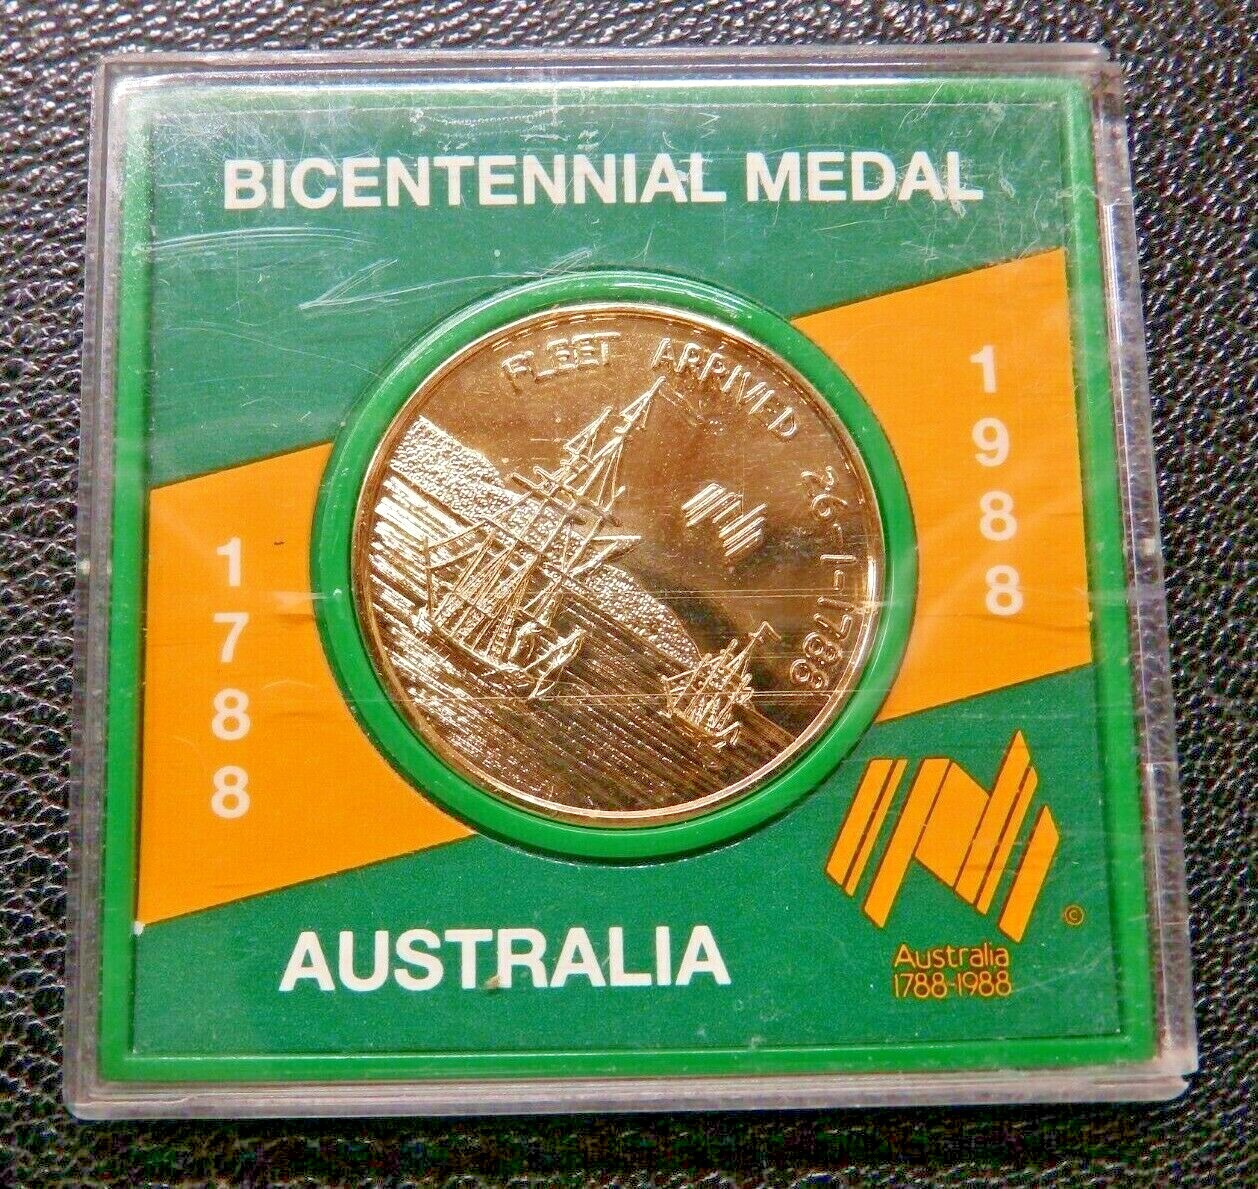 BICENTENNIAL MEDAL
FLEET ARRIVED 26-1-1788
1988
1788
AUSTRALIA
©
Australia
1788-1988